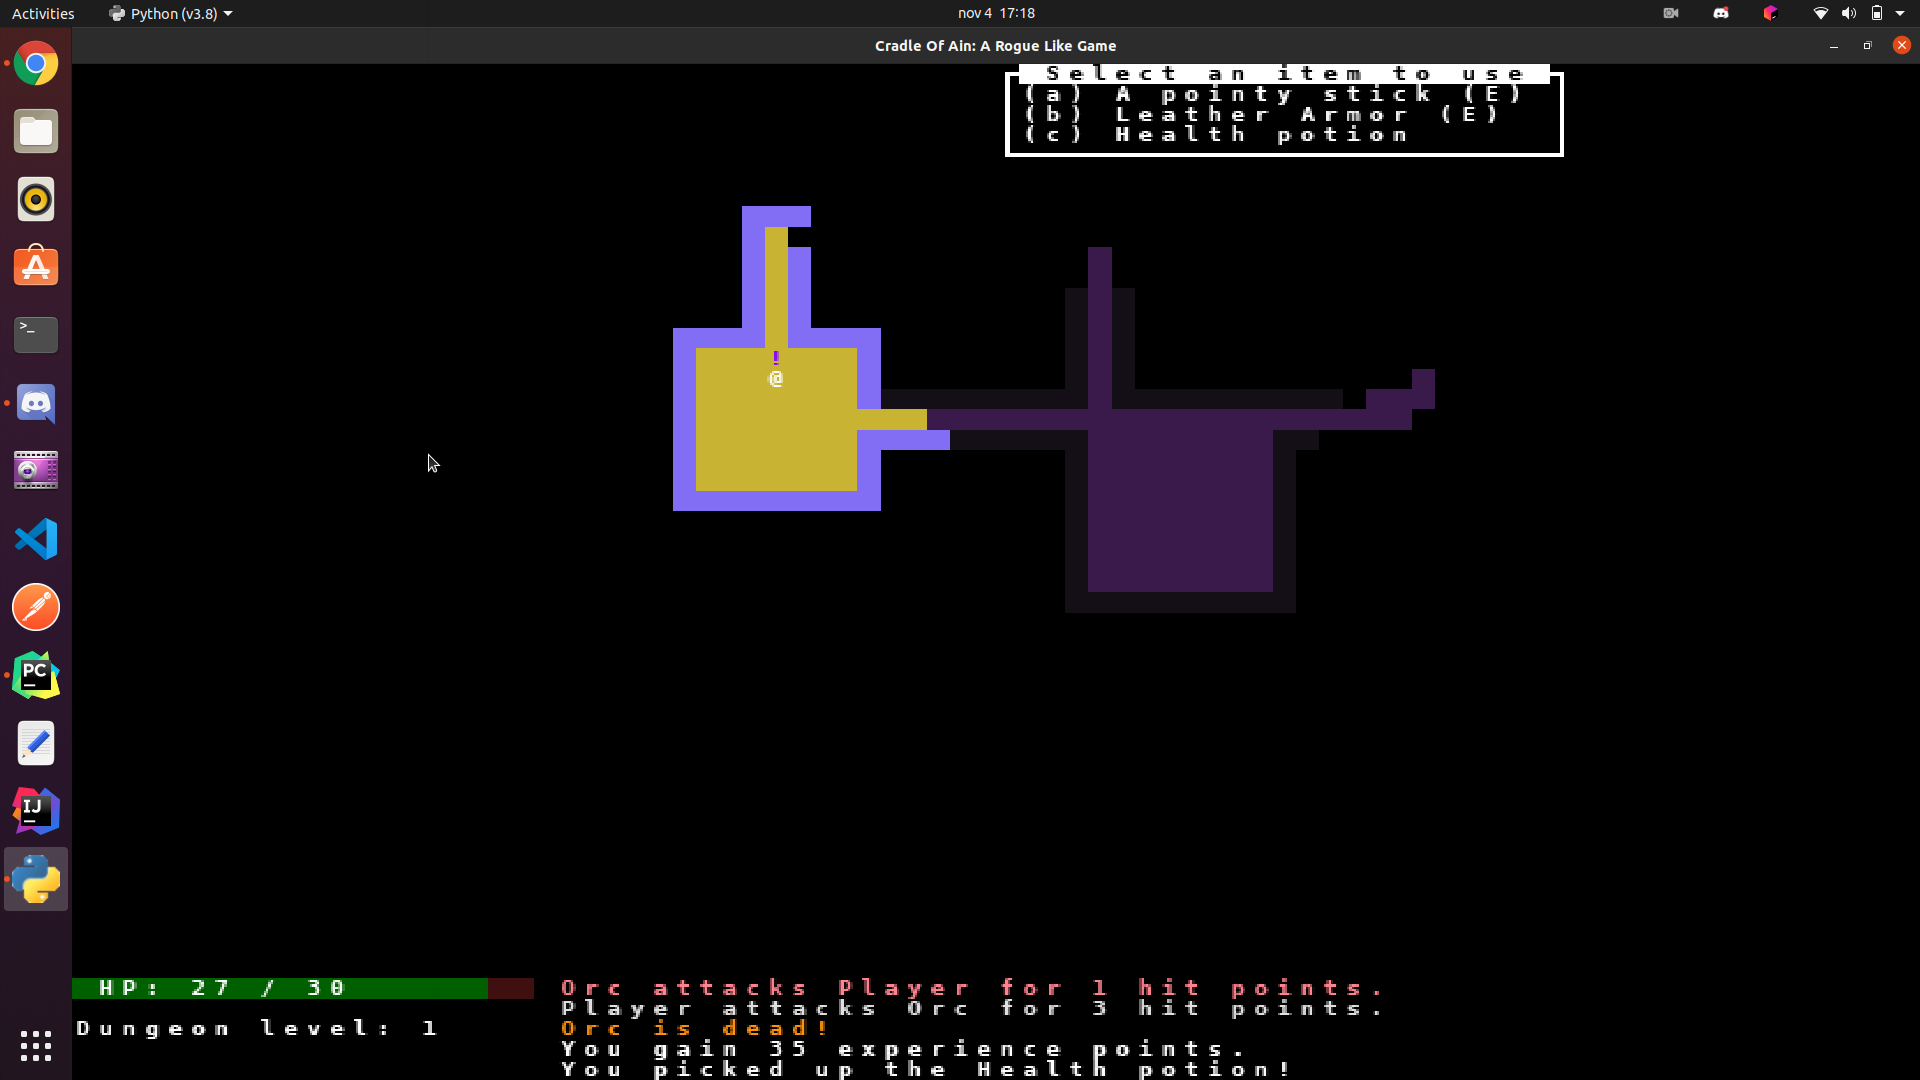 Activities
Python (v3.8)
nov 4 17:18
Cradle Of Ain: A Rogue Like Game
Select an item to use
(a) A pointy stick (E)
(b) Leather Armor (E)
(c) Health potion
!
@
>_
PC
IJ
HP: 27 / 30
Dungeon level: 1
Orc attacks Player for 1 hit points.
Player attacks Orc for 3 hit points.
Orc is dead!
You gain 35 experience points.
You picked up the Health potion!